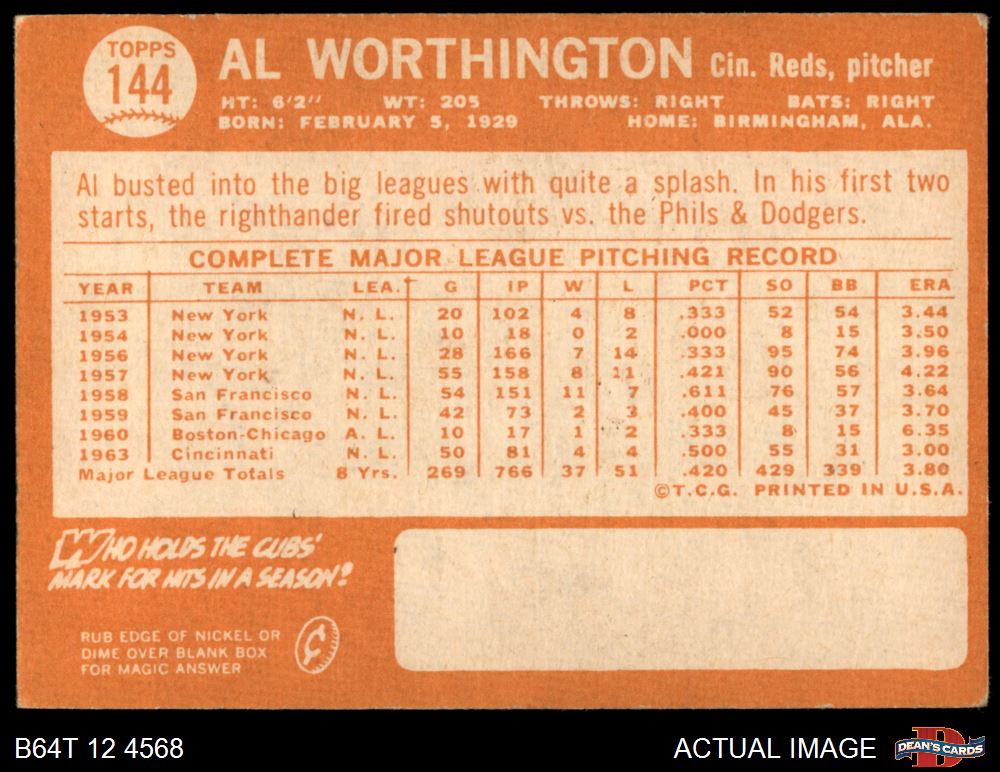 TOPPS
144
AL WORTHINGTON Cin. Reds, pitcher
HT: 6'2" WT: 205 THROWS: RIGHT BATS: RIGHT
BORN: FEBRUARY 5, 1929 HOME: BIRMINGHAM, ALA.
Al busted into the big leagues with quite a splash. In his first two
starts, the righthander fired shutouts vs. the Phils & Dodgers.
COMPLETE MAJOR LEAGUE PITCHING RECORD
YEAR TEAM LEA. G IP W L PCT SO BB ERA
1953 New York N. L. 20 102 4 8 .333 52 54 3.44
1954 New York N. L. 10 18 0 2 .000 8 15 3.50
1956 New York N. L. 28 166 7 14 .333 95 74 3.96
1957 New York N. L. 55 158 8 11 .421 90 56 4.22
1958 San Francisco N. L. 54 151 11 7 .611 76 57 3.64
1959 San Francisco N. L. 42 73 2 3 .400 45 37 3.70
1960 Boston-Chicago A. L. 10 17 1 2 .333 8 15 6.35
1963 Cincinnati N. L. 50 81 4 4 .500 55 31 3.00
Major League Totals 8 Yrs. 269 766 37 51 .420 429 339 3.80
©T.C.G. PRINTED IN U.S.A.
WHO HOLDS THE CUBS'
MARK FOR HITS IN A SEASON?
RUB EDGE OF NICKEL OR
DIME OVER BLANK BOX
FOR MAGIC ANSWER
¢
B64T 12 4568
ACTUAL IMAGE
D
DEAN'S CARDS